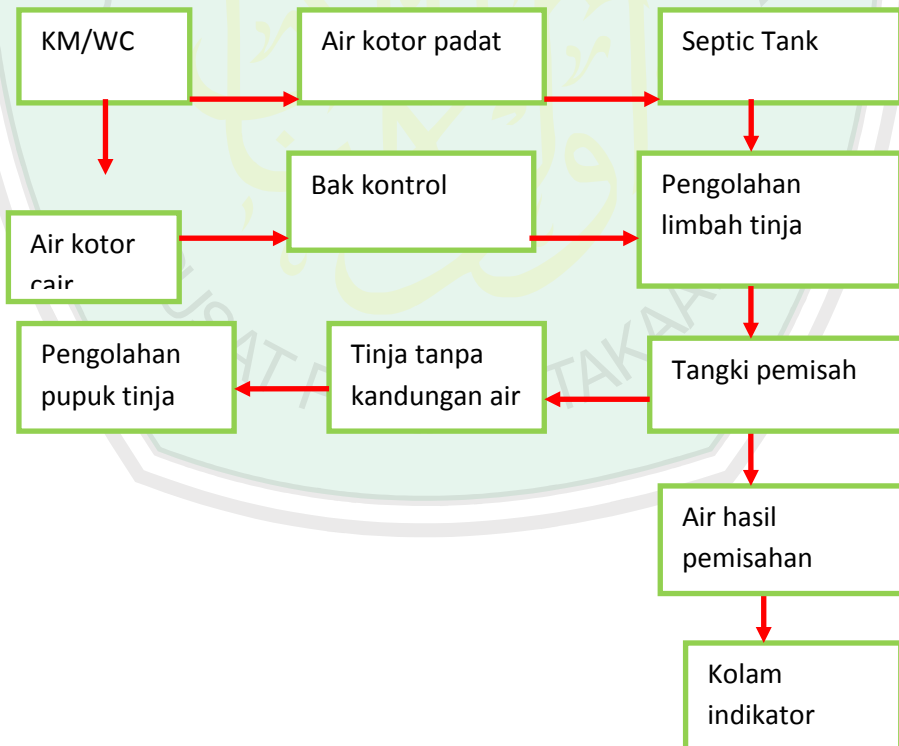 KM/WC
Air kotor padat
Septic Tank
Bak kontrol
Pengolahan
limbah tinja
Air kotor
cair
Pengolahan
pupuk tinja
Tinja tanpa
kandungan air
Tangki pemisah
Air hasil
pemisahan
Kolam
indikator